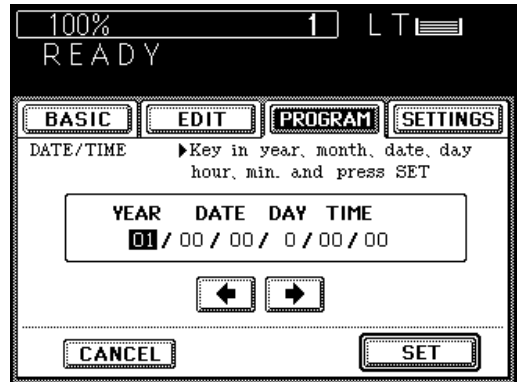 100% 1 LT
READY
BASIC EDIT PROGRAM SETTINGS
DATE/TIME ▶Key in year, month, date, day
hour, min. and press SET
YEAR DATE DAY TIME
01 / 00 / 00 / 0 / 00 / 00
CANCEL SET